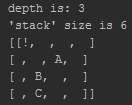 depth is: 3
'stack' size is 6
[[!, , , ]
[ , , A, ]
[ , B, , ]
[ , C, , ]]